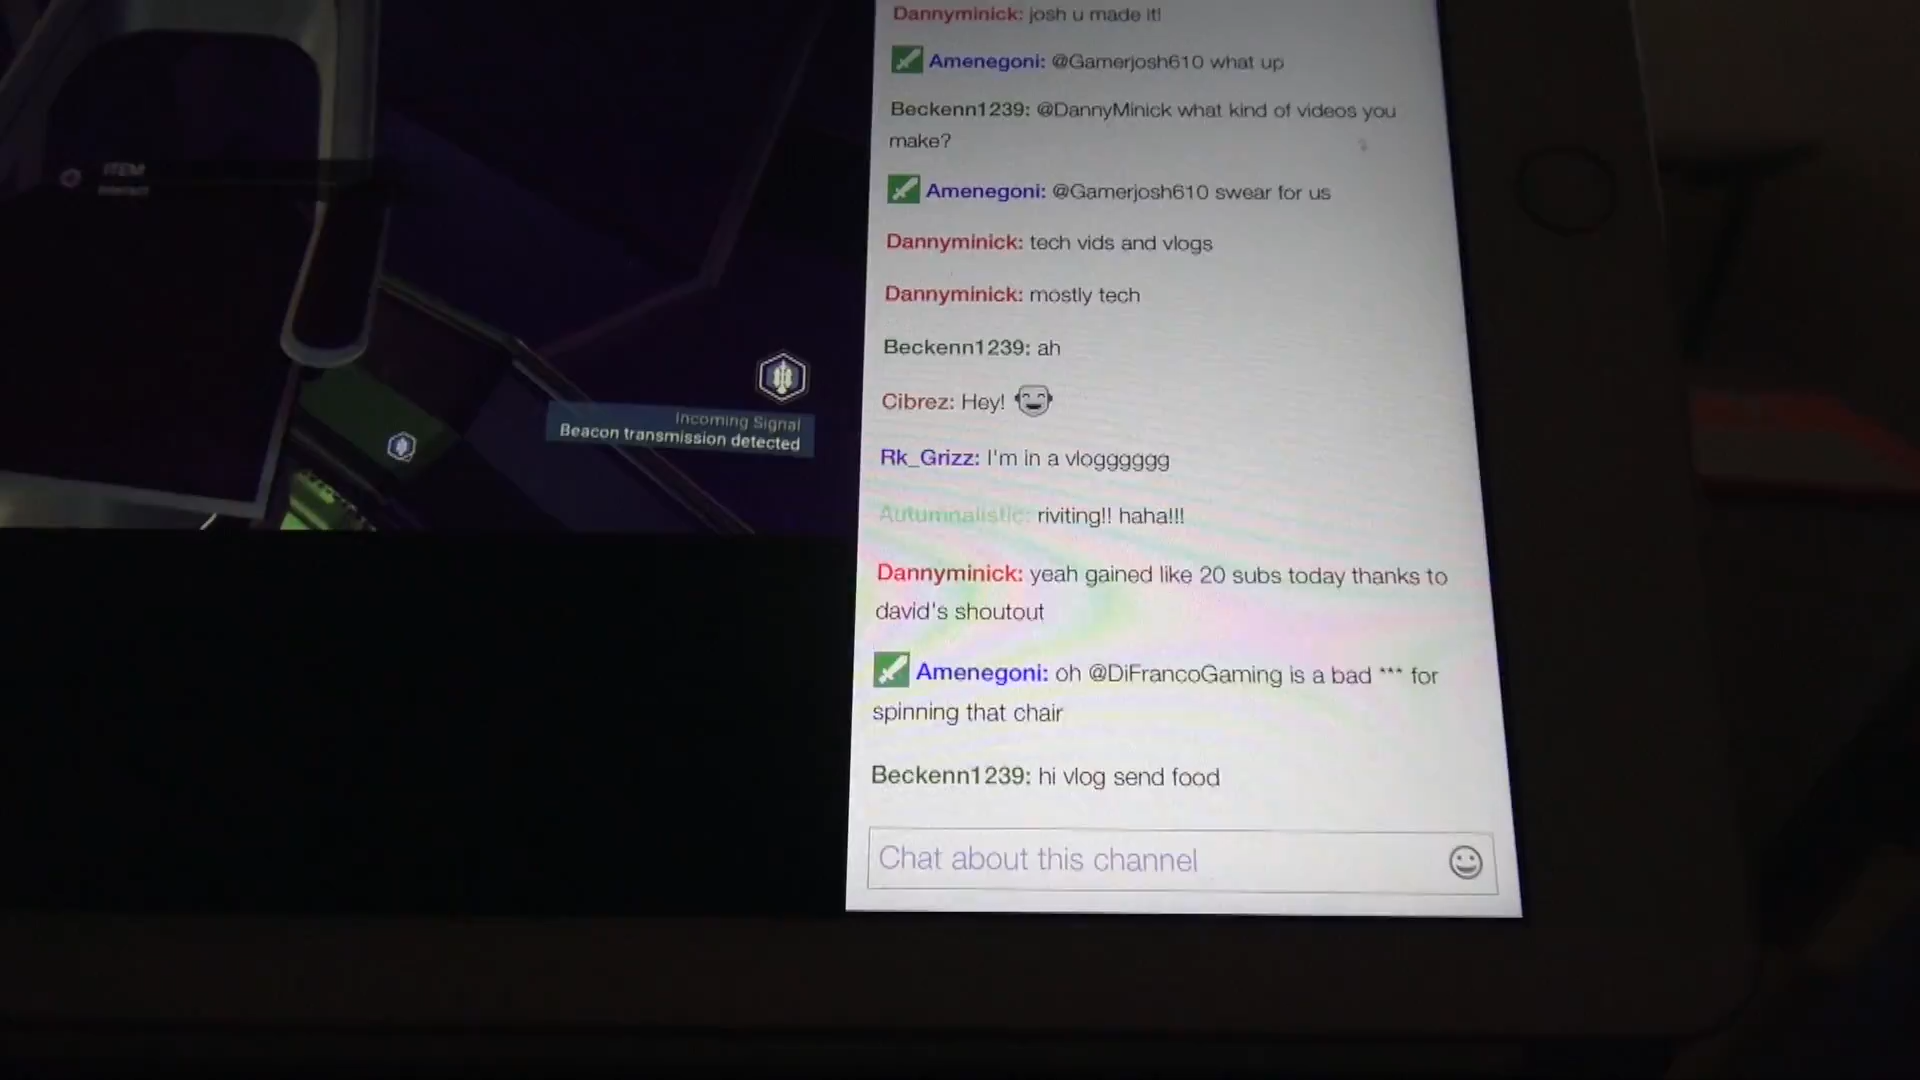 Dannyminick: josh u made it!
Amenegoni: @Gamerjosh610 what up
Beckenn1239: @DannyMinick what kind of videos you
make?
Amenegoni: @Gamerjosh610 swear for us
Dannyminick: tech vids and vlogs
Dannyminick: mostly tech
Beckenn1239: ah
Cibrez: Hey!
Rk_Grizz: I'm in a vlogggggg
Autumnalistic: riviting!! haha!!!
Dannyminick: yeah gained like 20 subs today thanks to
david's shoutout
Amenegoni: oh @DiFrancoGaming is a bad *** for
spinning that chair
Beckenn1239: hi vlog send food
Chat about this channel
ITEM
Incoming Signal
Beacon transmission detected